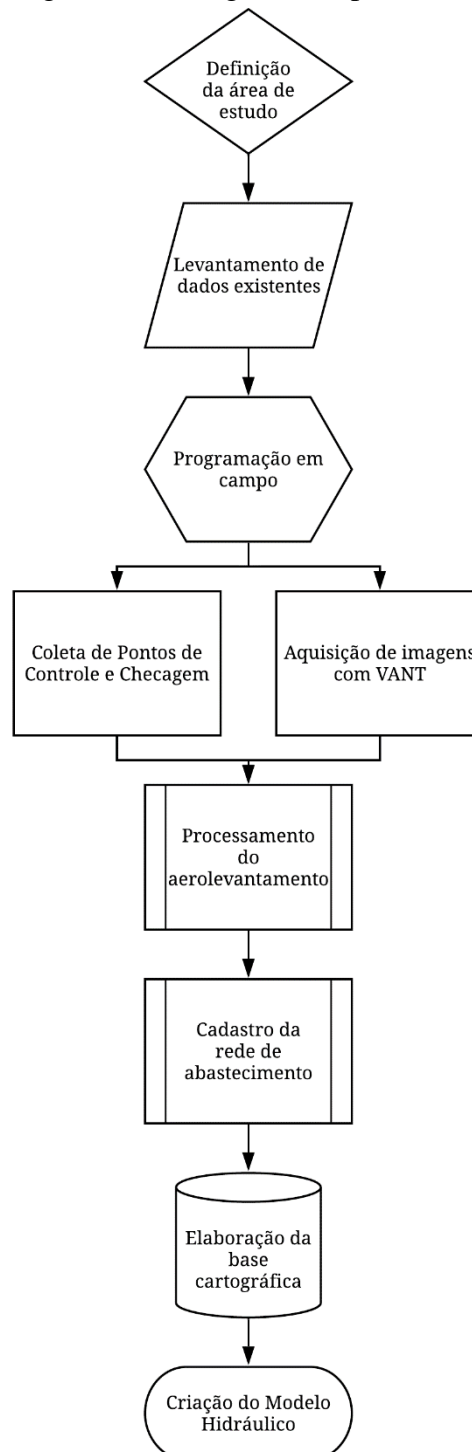 Definição
da área de
estudo
Levantamento de
dados existentes
Programação em
campo
Coleta de Pontos de
Controle e Checagem
Aquisição de imagens
com VANT
Processamento
do
aerolevantamento
Cadastro da
rede de
abastecimento
Elaboração da
base
cartográfica
Criação do Modelo
Hidráulico